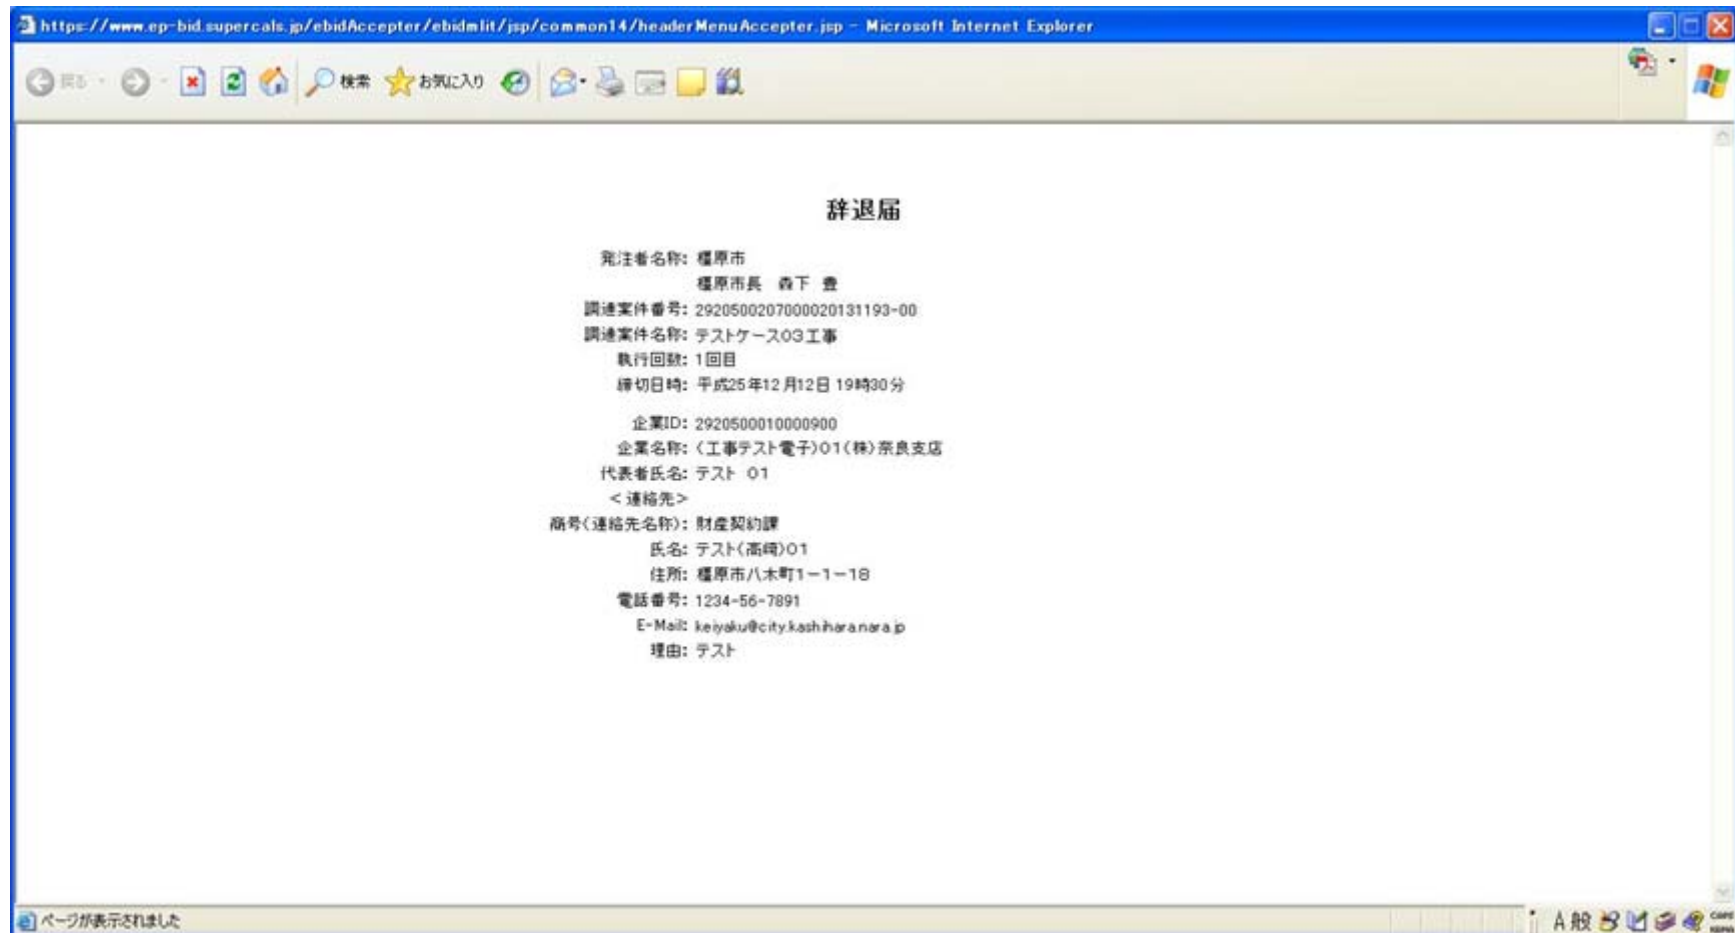 https://www.ep-bid.supercals.jp/ebidAccepter/ebidmlit/jsp/common14/headerMenuAccepter.jsp - Microsoft Internet Explorer
戻る 検索 お気に入り
辞退届
発注者名称: 橿原市
橿原市長 森下 豊
調達案件番号: 2920500207000020131193-00
調達案件名称: テストケース03工事
執行回数: 1回目
締切日時: 平成25年12月12日 19時30分
企業ID: 2920500010000900
企業名称: (工事テスト電子)01(株)奈良支店
代表者氏名: テスト 01
<連絡先>
商号(連絡先名称): 財産契約課
氏名: テスト(高崎)01
住所: 橿原市八木町1-1-18
電話番号: 1234-56-7891
E-Mail: keiyaku@city.kashihara.nara.jp
理由: テスト
ページが表示されました
A 般 CAPS